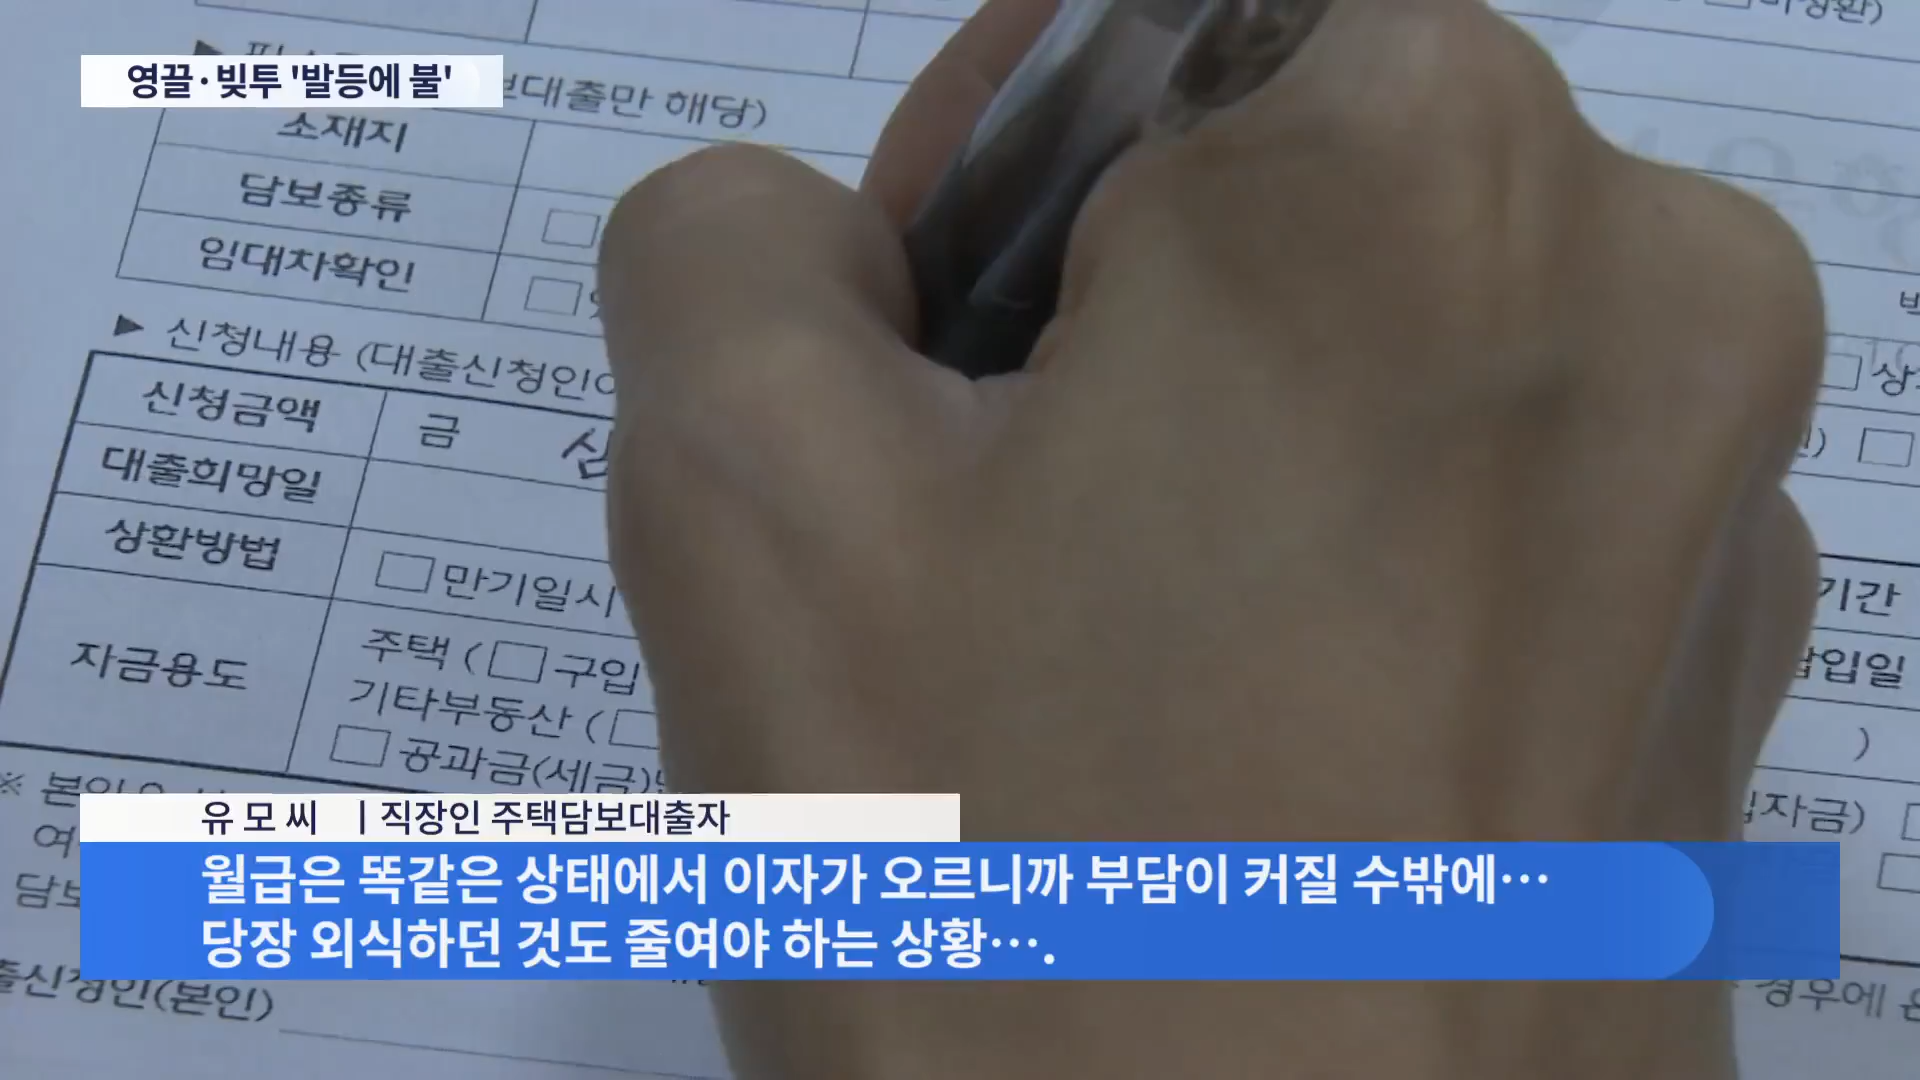 영끌·빚투 '발등에 불'
보대출만 해당)
소재지
담보종류
임대차확인
▶ 신청내용 (대출신청인이
신청금액 금 삼
대출희망일
상환방법 □ 만기일시
기간
자금용도 주택 ( □ 구입
납입일
기타부동산 ( □
)
□ 공과금(세금)
입자금)
※ 본인
유 모 씨 ㅣ직장인 주택담보대출자
월급은 똑같은 상태에서 이자가 오르니까 부담이 커질 수밖에…
당장 외식하던 것도 줄여야 하는 상황….
출신청인(본인)
경우에